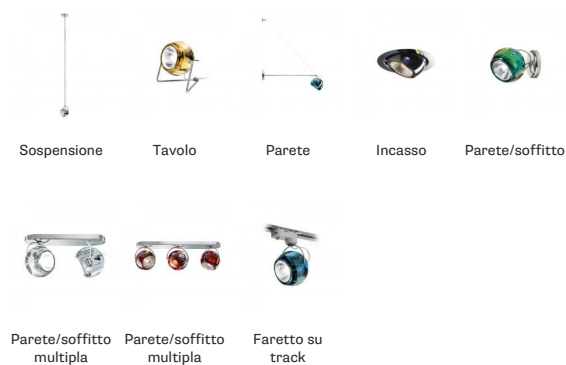 Sospensione
Tavolo
Parete
Incasso
Parete/soffitto
Parete/soffitto
multipla
Parete/soffitto
multipla
Faretto su
track